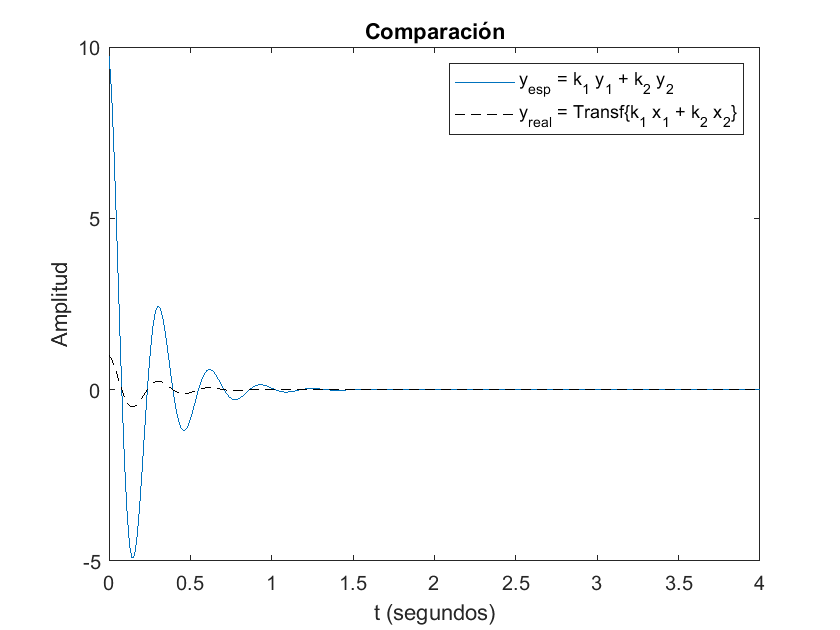 Comparación
y_esp = k_1 y_1 + k_2 y_2
y_real = Transf{k_1 x_1 + k_2 x_2}
10
5
0
-5
Amplitud
0 0.5 1 1.5 2 2.5 3 3.5 4
t (segundos)